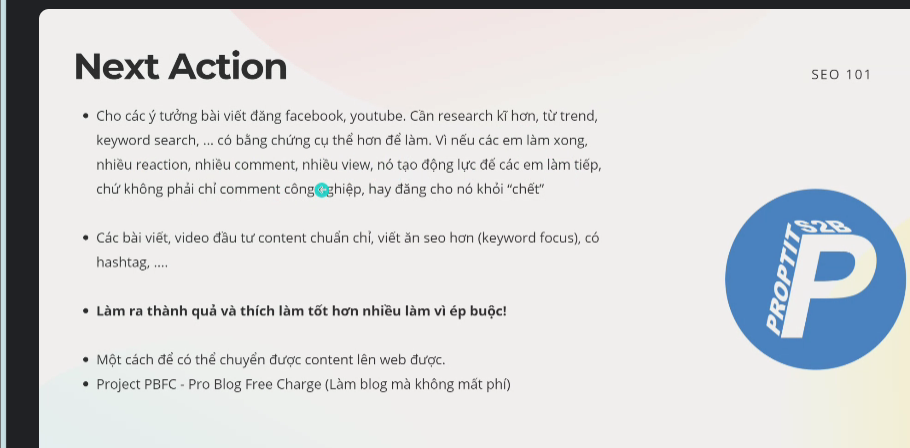 Next Action
SEO 101
Cho các ý tưởng bài viết đăng facebook, youtube. Cần research kĩ hơn, từ trend,
keyword search, ... có bằng chứng cụ thể hơn để làm. Vì nếu các em làm xong,
nhiều reaction, nhiều comment, nhiều view, nó tạo động lực để các em làm tiếp,
chứ không phải chỉ comment công nghiệp, hay đăng cho nó khỏi “chết”
Các bài viết, video đầu tư content chuẩn chỉ, viết ăn seo hơn (keyword focus), có
hashtag, ....
Làm ra thành quả và thích làm tốt hơn nhiều làm vì ép buộc!
Một cách để có thể chuyển được content lên web được.
Project PBFC - Pro Blog Free Charge (Làm blog mà không mất phí)
PROPTIT
S2B
P